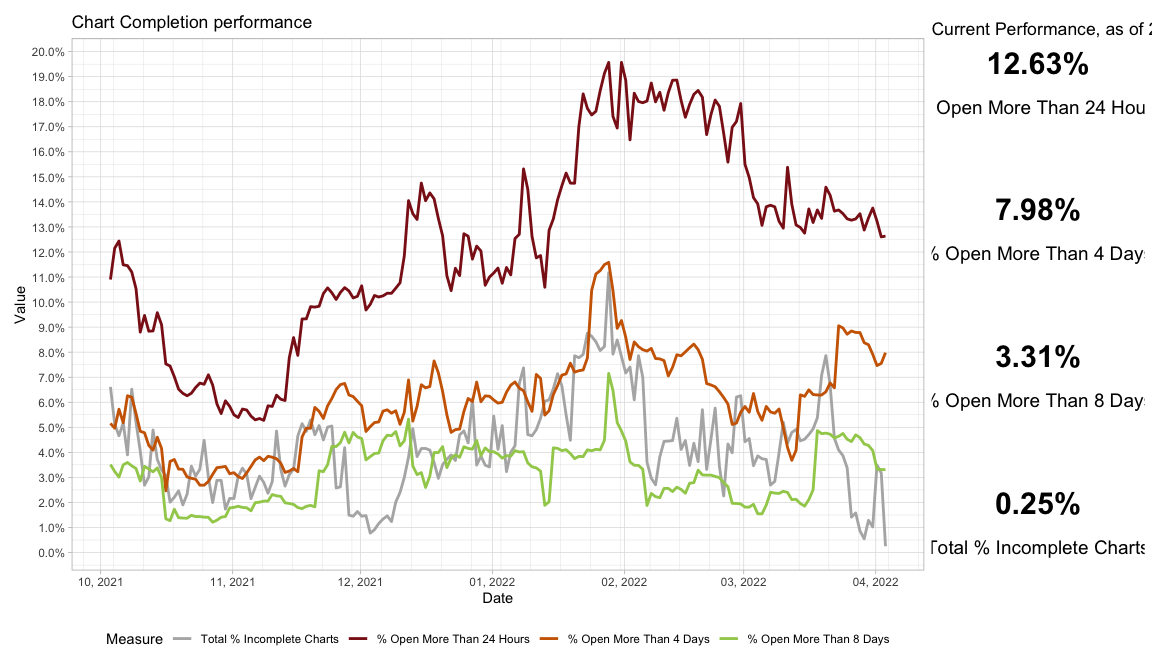 Chart Completion performance
20.0%
19.0%
18.0%
17.0%
16.0%
15.0%
14.0%
13.0%
12.0%
11.0%
10.0%
9.0%
8.0%
7.0%
6.0%
5.0%
4.0%
3.0%
2.0%
1.0%
0.0%
Value
10, 2021
11, 2021
12, 2021
01, 2022
02, 2022
03, 2022
04, 2022
Date
Measure
Total % Incomplete Charts
% Open More Than 24 Hours
% Open More Than 4 Days
% Open More Than 8 Days
Current Performance, as of 2
12.63%
Open More Than 24 Hou
7.98%
% Open More Than 4 Days
3.31%
% Open More Than 8 Days
0.25%
Total % Incomplete Charts